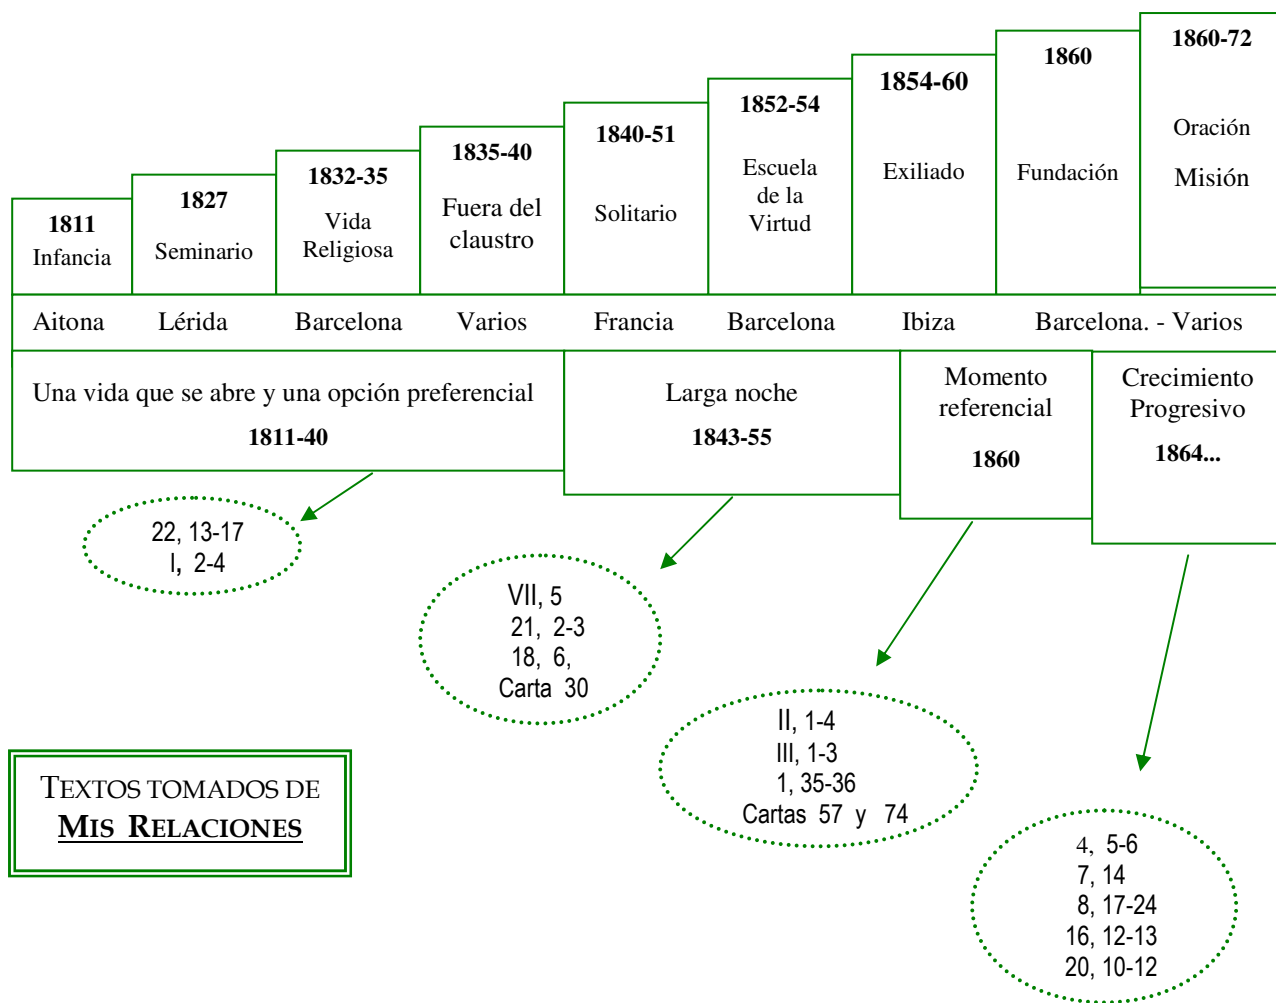 1811
Infancia
1827
Seminario
1832-35
Vida
Religiosa
1835-40
Fuera del
claustro
1840-51
Solitario
1852-54
Escuela
de la
Virtud
1854-60
Exiliado
1860
Fundación
1860-72
Oración
Misión
Aitona
Lérida
Barcelona
Varios
Francia
Barcelona
Ibiza
Barcelona. - Varios
Una vida que se abre y una opción preferencial
1811-40
Larga noche
1843-55
Momento
referencial
1860
Crecimiento
Progresivo
1864...
22, 13-17
I, 2-4
VII, 5
21, 2-3
18, 6,
Carta 30
II, 1-4
III, 1-3
1, 35-36
Cartas 57 y 74
4, 5-6
7, 14
8, 17-24
16, 12-13
20, 10-12
TEXTOS TOMADOS DE
MIS RELACIONES